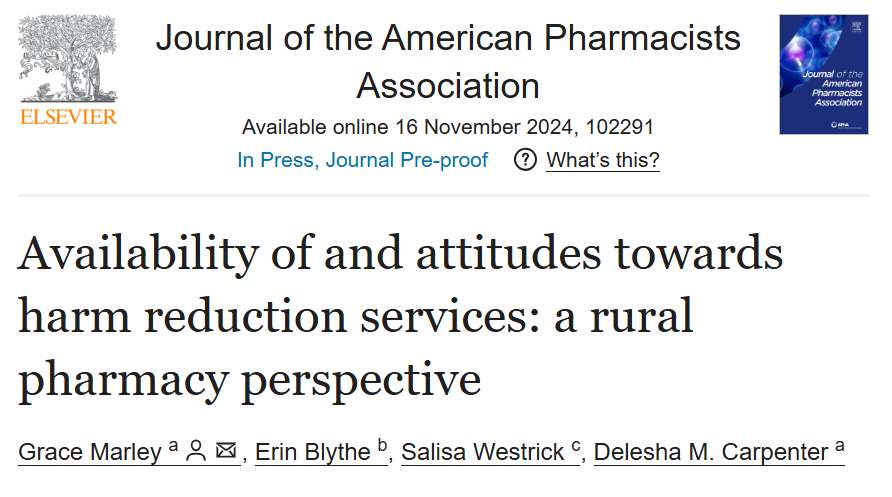 ELSEVIER
Journal of the American Pharmacists
Association
Available online 16 November 2024, 102291
In Press, Journal Pre-proof ? What's this?
Journal of the
American
Pharmacists
Association
APhA
Availability of and attitudes towards
harm reduction services: a rural
pharmacy perspective
Grace Marley a, Erin Blythe b, Salisa Westrick c, Delesha M. Carpenter a